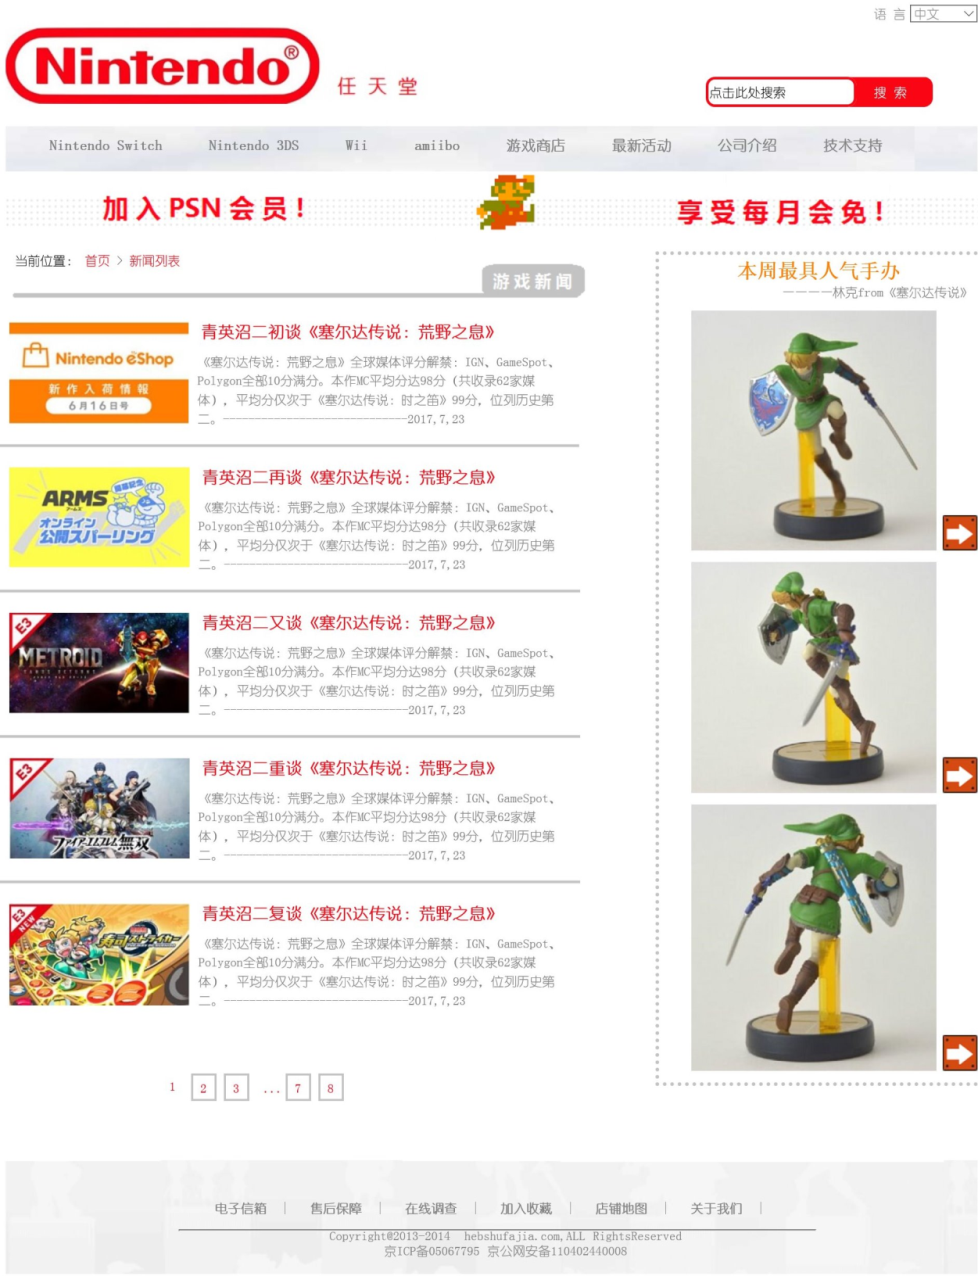 语 言 中文
Nintendo®
任 天 堂
点击此处搜索 搜 索
Nintendo Switch Nintendo 3DS Wii amiibo 游戏商店 最新活动 公司介绍 技术支持
加 入 PSN 会 员 ! 享 受 每 月 会 免 !
当前位置: 首页 > 新闻列表
游 戏 新 闻
本周最具人气手办
————林克from《塞尔达传说》
Nintendo eShop
新作入荷情報
6月16日号
青英沼二初谈《塞尔达传说: 荒野之息》
《塞尔达传说: 荒野之息》全球媒体评分解禁: IGN、GameSpot、
Polygon全部10分满分。本作MC平均分达98分 (共收录62家媒
体) , 平均分仅次于《塞尔达传说: 时之笛》99分, 位列历史第
二。-----------------------------2017,7,23
ARMS
オンライン
公開スパーリング
青英沼二再谈《塞尔达传说: 荒野之息》
《塞尔达传说: 荒野之息》全球媒体评分解禁: IGN、GameSpot、
Polygon全部10分满分。本作MC平均分达98分 (共收录62家媒
体) , 平均分仅次于《塞尔达传说: 时之笛》99分, 位列历史第
二。-----------------------------2017,7,23
E3
METROID
青英沼二又谈《塞尔达传说: 荒野之息》
《塞尔达传说: 荒野之息》全球媒体评分解禁: IGN、GameSpot、
Polygon全部10分满分。本作MC平均分达98分 (共收录62家媒
体) , 平均分仅次于《塞尔达传说: 时之笛》99分, 位列历史第
二。-----------------------------2017,7,23
E3
ファイアーエムブレム無双
青英沼二重谈《塞尔达传说: 荒野之息》
《塞尔达传说: 荒野之息》全球媒体评分解禁: IGN、GameSpot、
Polygon全部10分满分。本作MC平均分达98分 (共收录62家媒
体) , 平均分仅次于《塞尔达传说: 时之笛》99分, 位列历史第
二。-----------------------------2017,7,23
E3 NEW
寿司ストライカー
青英沼二复谈《塞尔达传说: 荒野之息》
《塞尔达传说: 荒野之息》全球媒体评分解禁: IGN、GameSpot、
Polygon全部10分满分。本作MC平均分达98分 (共收录62家媒
体) , 平均分仅次于《塞尔达传说: 时之笛》99分, 位列历史第
二。-----------------------------2017,7,23
1 2 3 ... 7 8
电子信箱 | 售后保障 | 在线调查 | 加入收藏 | 店铺地图 | 关于我们 |
Copyright@2013-2014 hebshufajia.com,ALL RightsReserved
京ICP备05067795 京公网安备110402440008